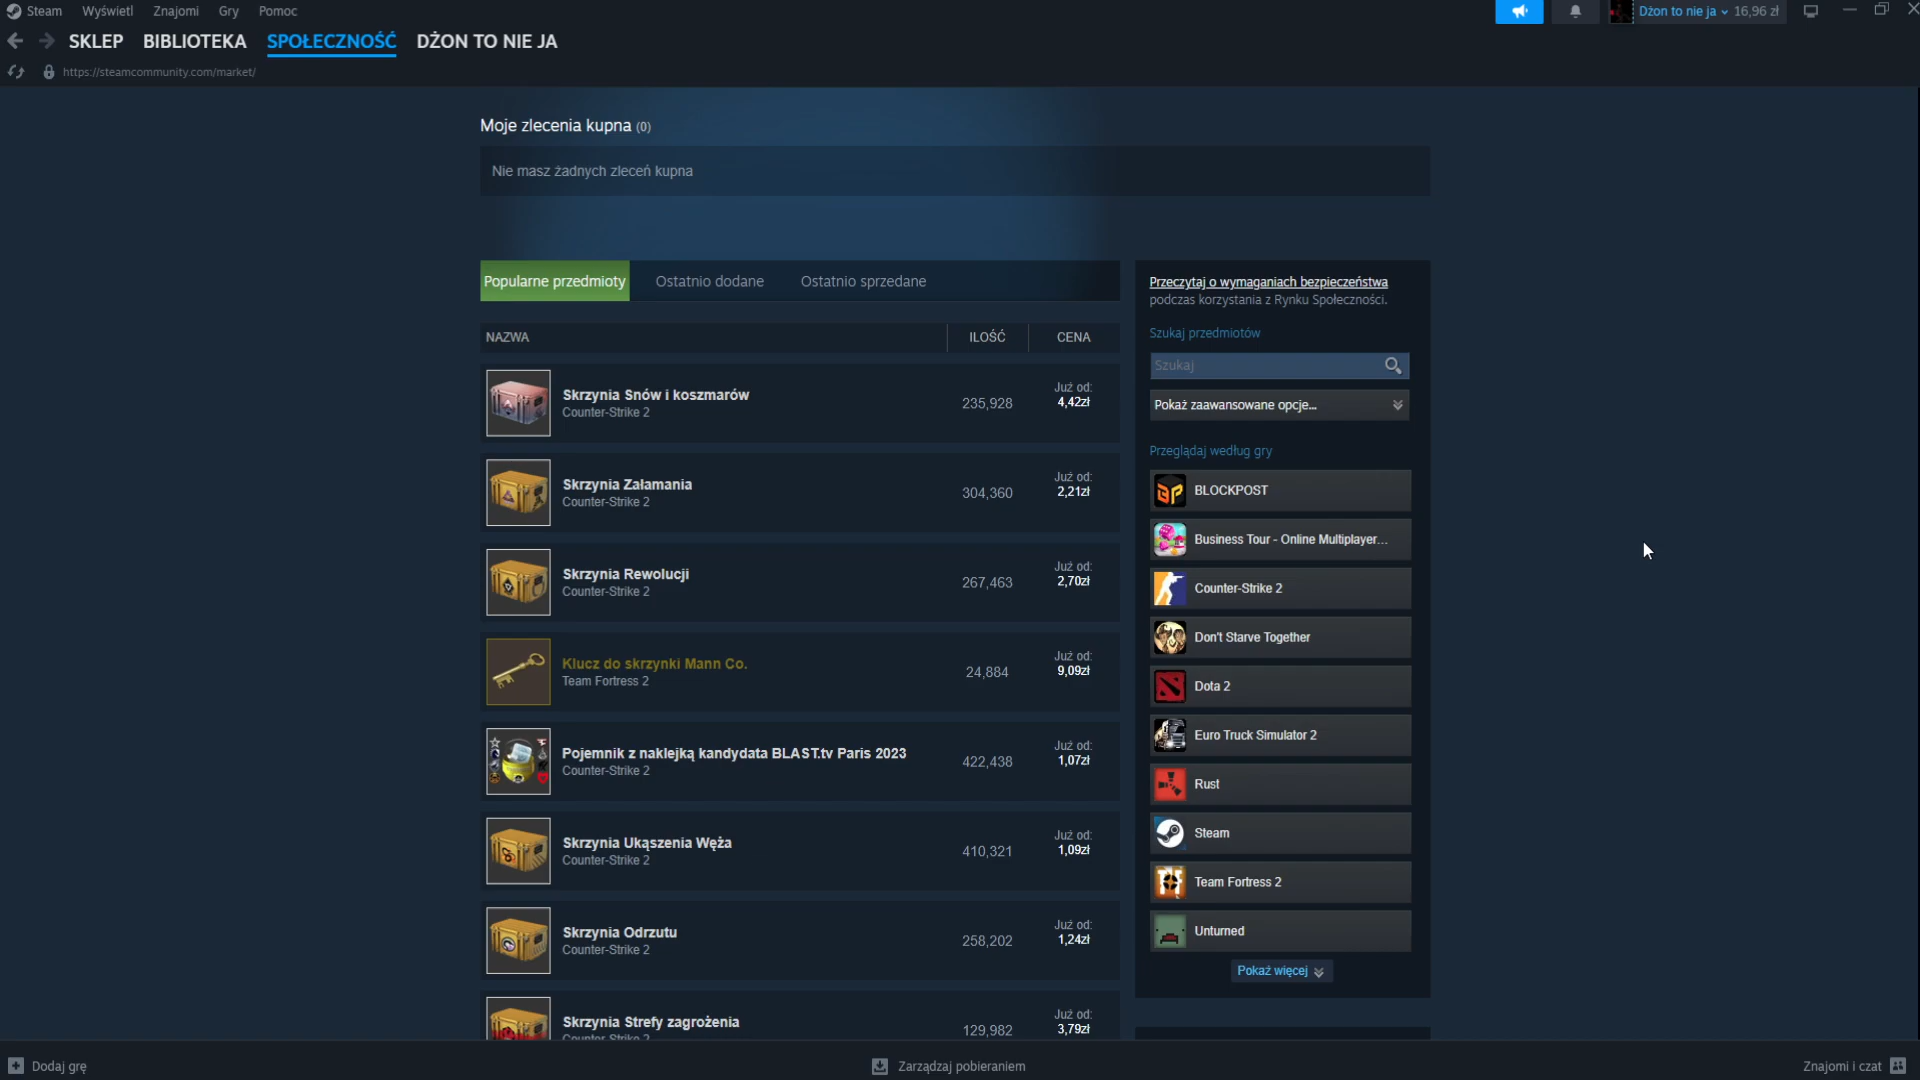 Steam Wyświetl Znajomi Gry Pomoc
Dżon to nie ja 16,96 zł
SKLEP BIBLIOTEKA SPOŁECZNOŚĆ DŻON TO NIE JA
https://steamcommunity.com/market/
Moje zlecenia kupna (0)
Nie masz żadnych zleceń kupna
Popularne przedmioty Ostatnio dodane Ostatnio sprzedane
NAZWA ILOŚĆ CENA
Skrzynia Snów i koszmarów
Counter-Strike 2
235,928
Już od:
4,42zł
Skrzynia Załamania
Counter-Strike 2
304,360
Już od:
2,21zł
Skrzynia Rewolucji
Counter-Strike 2
267,463
Już od:
2,70zł
Klucz do skrzynki Mann Co.
Team Fortress 2
24,884
Już od:
9,09zł
Pojemnik z naklejką kandydata BLAST.tv Paris 2023
Counter-Strike 2
422,438
Już od:
1,07zł
Skrzynia Ukąszenia Węża
Counter-Strike 2
410,321
Już od:
1,09zł
Skrzynia Odrzutu
Counter-Strike 2
258,202
Już od:
1,24zł
Skrzynia Strefy zagrożenia
Counter-Strike 2
129,982
Już od:
3,79zł
Przeczytaj o wymaganiach bezpieczeństwa
podczas korzystania z Rynku Społeczności.
Szukaj przedmiotów
Szukaj
Pokaż zaawansowane opcje...
Przeglądaj według gry
BLOCKPOST
Business Tour - Online Multiplayer...
Counter-Strike 2
Don't Starve Together
Dota 2
Euro Truck Simulator 2
Rust
Steam
Team Fortress 2
Unturned
Pokaż więcej
Dodaj grę
Zarządzaj pobieraniem
Znajomi i czat